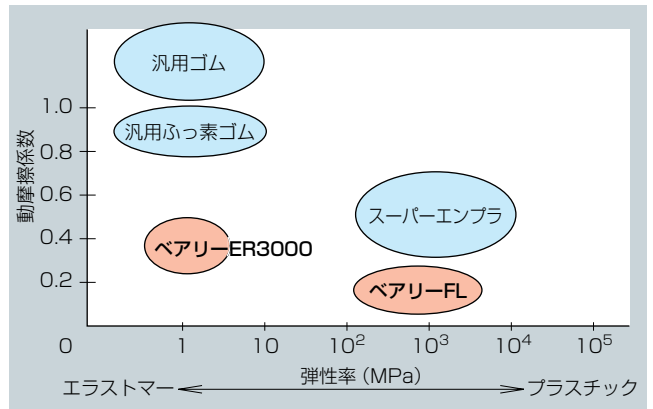 汎用ゴム
1.0
汎用ふっ素ゴム
0.8
動摩擦係数
0.6
スーパーエンプラ
0.4
ベアリーER3000
0.2
ベアリーFL
0
1
10
10²
10³
10⁴
10⁵
弾性率(MPa)
エラストマー
プラスチック